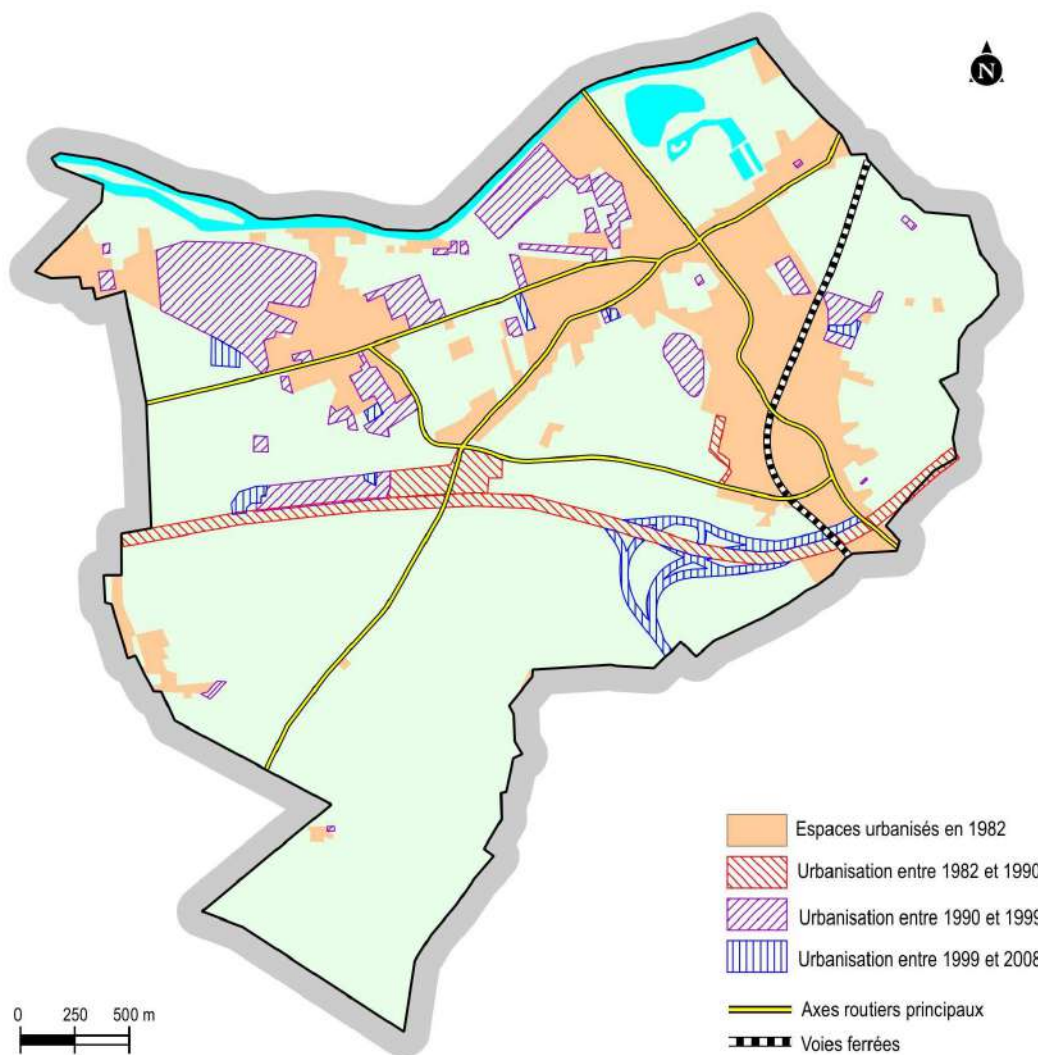 N
Espaces urbanisés en 1982
Urbanisation entre 1982 et 1990
Urbanisation entre 1990 et 1999
Urbanisation entre 1999 et 2008
0 250 500 m
Axes routiers principaux
Voies ferrées